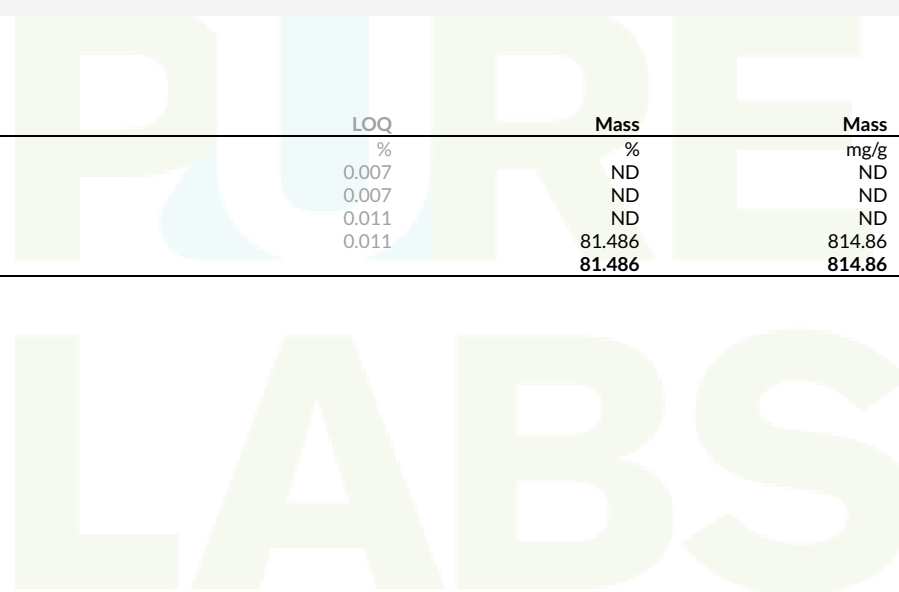 LOQ Mass Mass
% % mg/g
0.007 ND ND
0.007 ND ND
0.011 ND ND
0.011 81.486 814.86
81.486 814.86
PURE
LABS